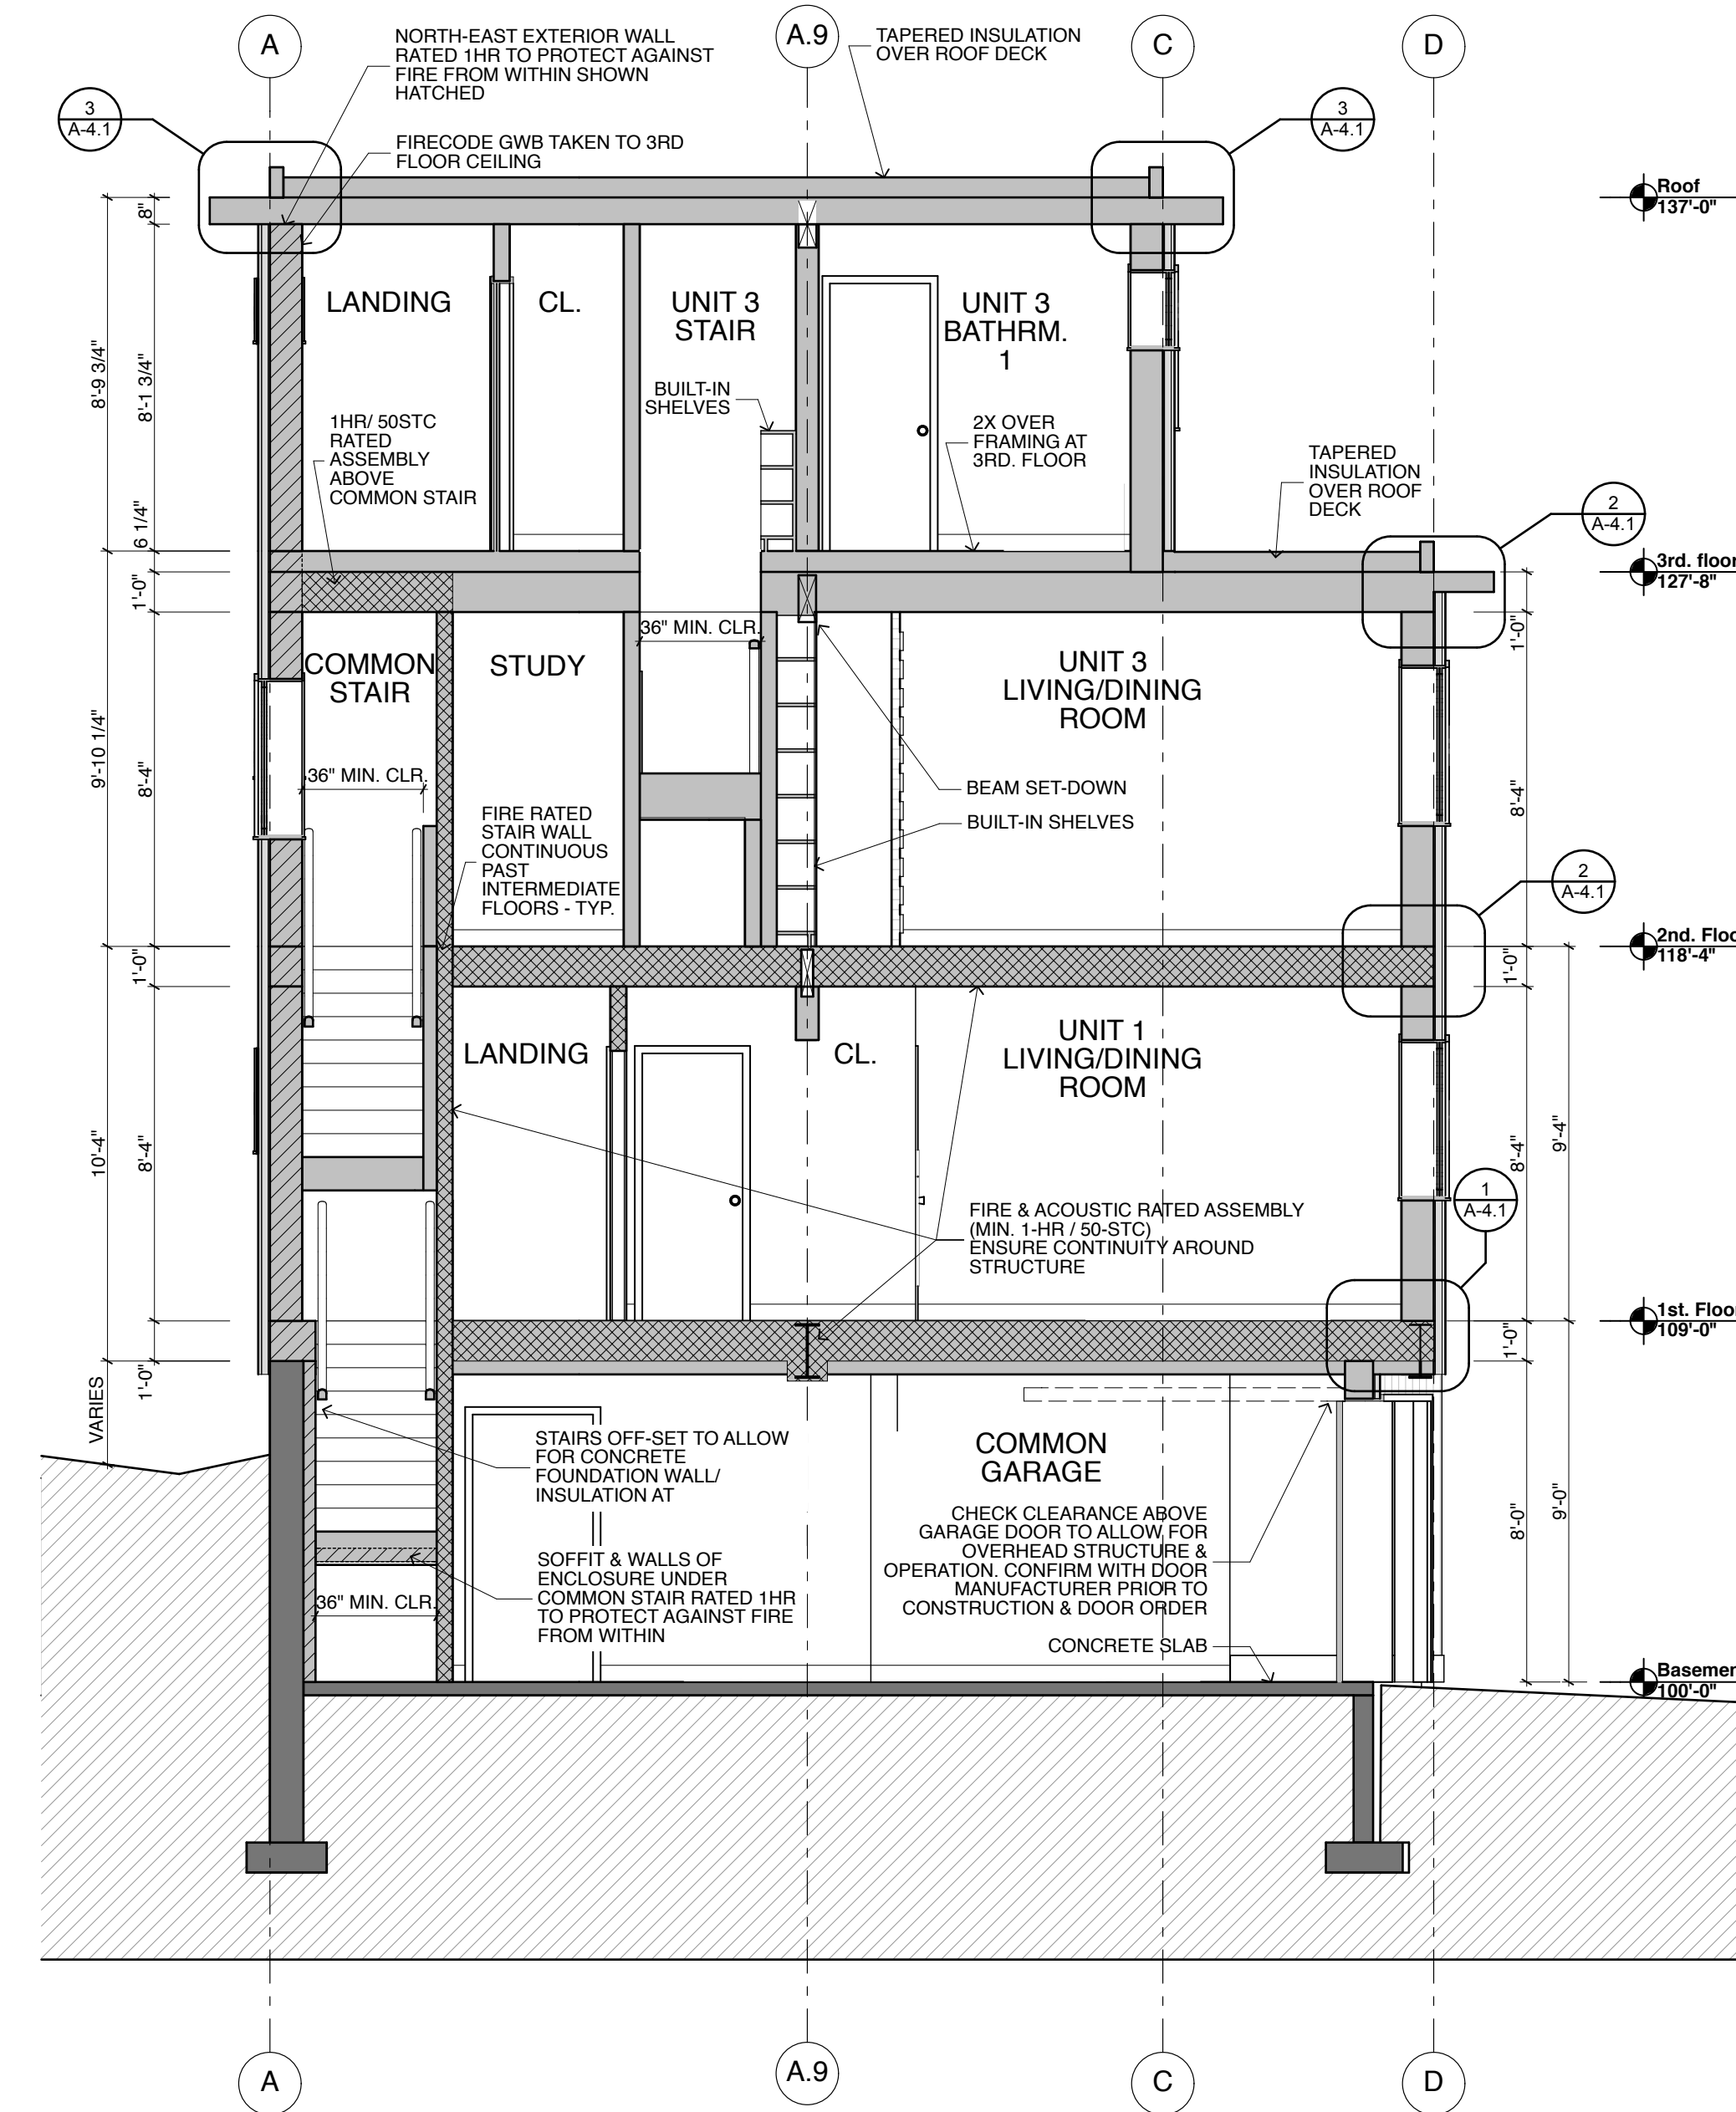 A
A.9
C
D
NORTH-EAST EXTERIOR WALL
RATED 1HR TO PROTECT AGAINST
FIRE FROM WITHIN SHOWN
HATCHED
TAPERED INSULATION
OVER ROOF DECK
3
A-4.1
3
A-4.1
FIRECODE GWB TAKEN TO 3RD
FLOOR CEILING
Roof
137'-0"
8"
8'-9 3/4"
8'-1 3/4"
6 1/4"
LANDING
CL.
UNIT 3
STAIR
UNIT 3
BATHRM.
1
BUILT-IN
SHELVES
1HR/ 50STC
RATED
ASSEMBLY
ABOVE
COMMON STAIR
2X OVER
FRAMING AT
3RD. FLOOR
TAPERED
INSULATION
OVER ROOF
DECK
2
A-4.1
3rd. floor
127'-8"
1'-0"
1'-0"
36" MIN. CLR.
COMMON
STAIR
STUDY
UNIT 3
LIVING/DINING
ROOM
9'-10 1/4"
8'-4"
8'-4"
36" MIN. CLR.
BEAM SET-DOWN
BUILT-IN SHELVES
FIRE RATED
STAIR WALL
CONTINUOUS
PAST
INTERMEDIATE
FLOORS - TYP.
2
A-4.1
2nd. Floo
118'-4"
1'-0"
1'-0"
LANDING
CL.
UNIT 1
LIVING/DINING
ROOM
10'-4"
8'-4"
8'-4"
9'-4"
1
A-4.1
FIRE & ACOUSTIC RATED ASSEMBLY
(MIN. 1-HR / 50-STC)
ENSURE CONTINUITY AROUND
STRUCTURE
1st. Floor
109'-0"
1'-0"
1'-0"
VARIES
STAIRS OFF-SET TO ALLOW
FOR CONCRETE
FOUNDATION WALL/
INSULATION AT
COMMON
GARAGE
CHECK CLEARANCE ABOVE
GARAGE DOOR TO ALLOW FOR
OVERHEAD STRUCTURE &
OPERATION. CONFIRM WITH DOOR
MANUFACTURER PRIOR TO
CONSTRUCTION & DOOR ORDER
8'-0"
9'-0"
SOFFIT & WALLS OF
ENCLOSURE UNDER
COMMON STAIR RATED 1HR
TO PROTECT AGAINST FIRE
FROM WITHIN
36" MIN. CLR.
CONCRETE SLAB
Basemen
100'-0"
A
A.9
C
D